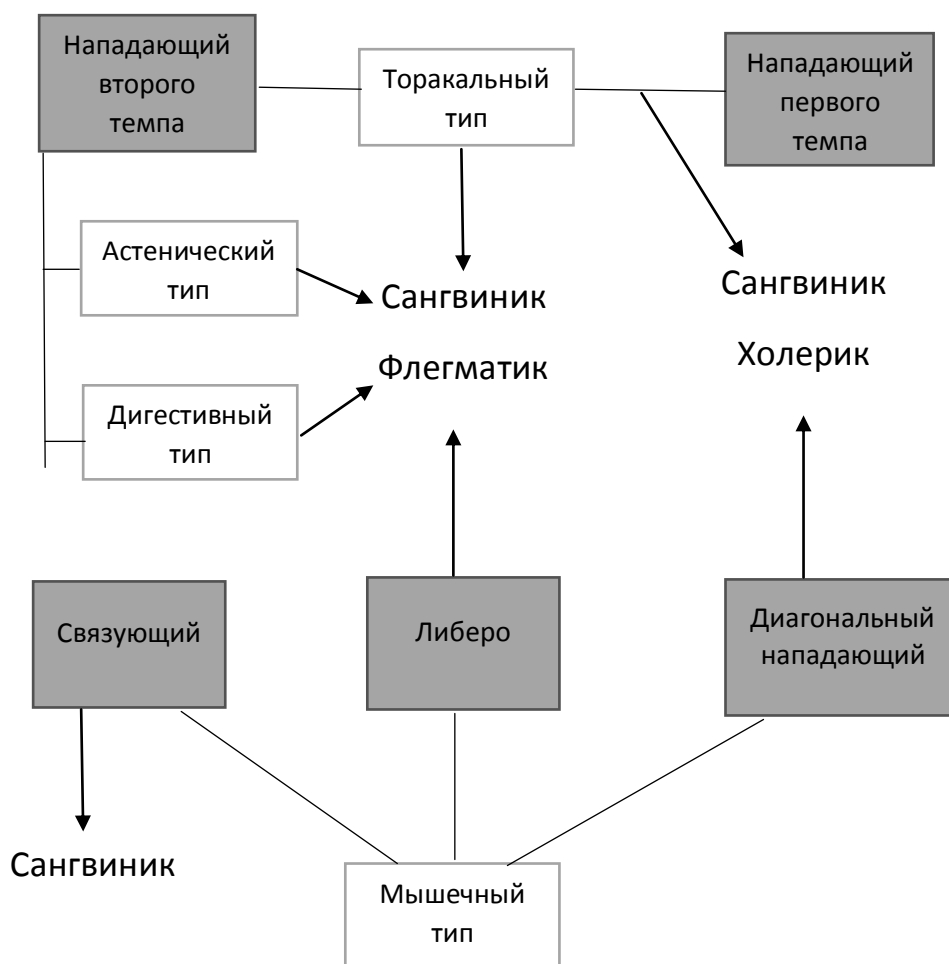 Нападающий
второго
темпа
Торакальный
тип
Нападающий
первого
темпа
Астенический
тип
Сангвиник
Сангвиник
Флегматик
Холерик
Дигестивный
тип
Связующий
Либеро
Диагональный
нападающий
Сангвиник
Мышечный
тип